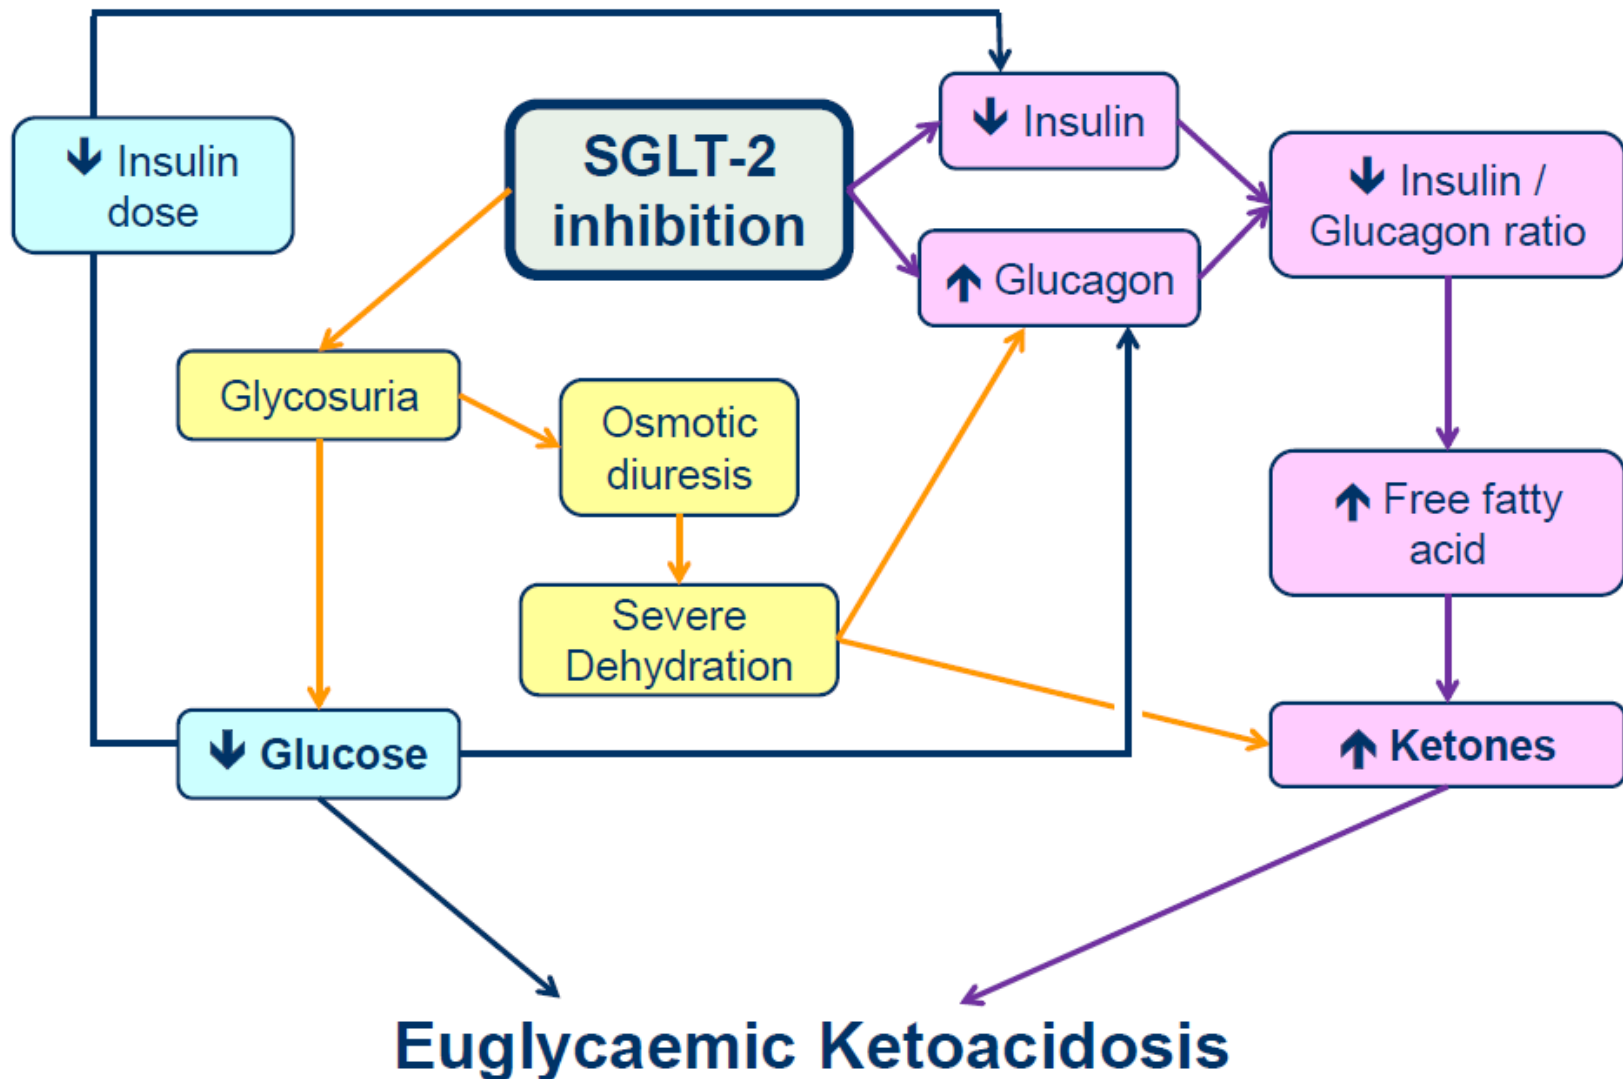 ↓ Insulin
dose
SGLT-2
inhibition
↓ Insulin
↑ Glucagon
↓ Insulin /
Glucagon ratio
Glycosuria
Osmotic
diuresis
Severe
Dehydration
↑ Free fatty
acid
↓ Glucose
↑ Ketones
Euglycaemic Ketoacidosis